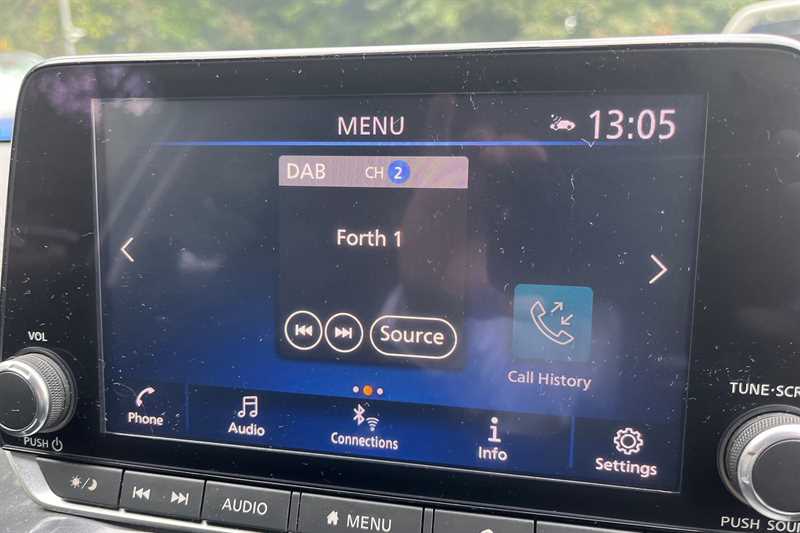 MENU
13:05
DAB CH 2
Forth 1
Source
Call History
Phone
Audio
Connections
Info
Settings
VOL
PUSH
TUNE·SCR
PUSH SOU
AUDIO
MENU